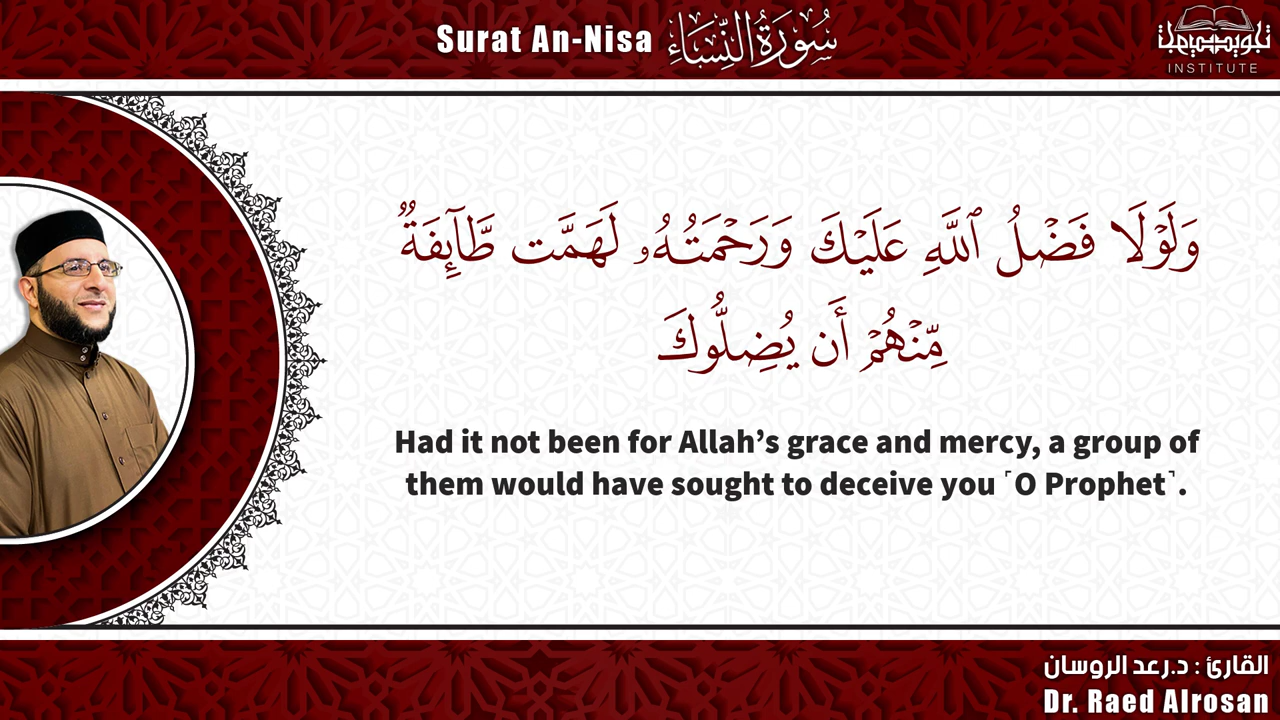 Surat An-Nisa سُورَةُ النِّسَاءِ
INSTITUTE
وَلَوْلَا فَضْلُ ٱللَّهِ عَلَيْكَ وَرَحْمَتُهُۥ لَهَمَّت طَّآئِفَةٌ
مِّنْهُمْ أَن يُضِلُّوكَ
Had it not been for Allah’s grace and mercy, a group of
them would have sought to deceive you ˹O Prophet˺.
القارئ : د.رعد الروسان
Dr. Raed Alrosan